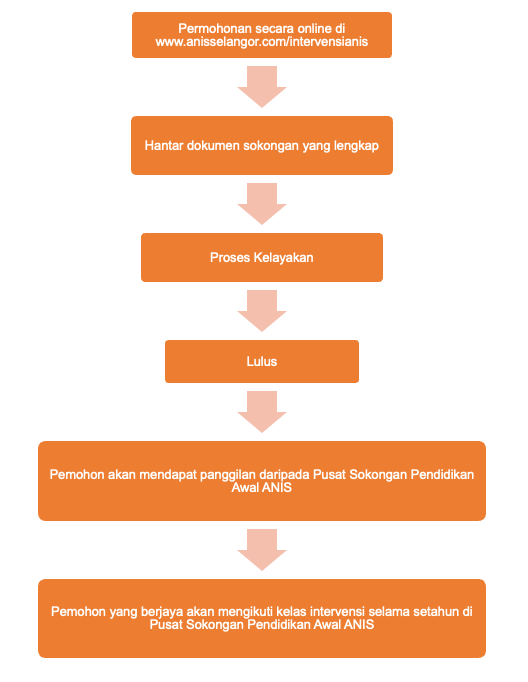 Permohonan secara online di
www.anisselangor.com/intervensianis
Hantar dokumen sokongan yang lengkap
Proses Kelayakan
Lulus
Pemohon akan mendapat panggilan daripada Pusat Sokongan Pendidikan
Awal ANIS
Pemohon yang berjaya akan mengikuti kelas intervensi selama setahun di
Pusat Sokongan Pendidikan Awal ANIS